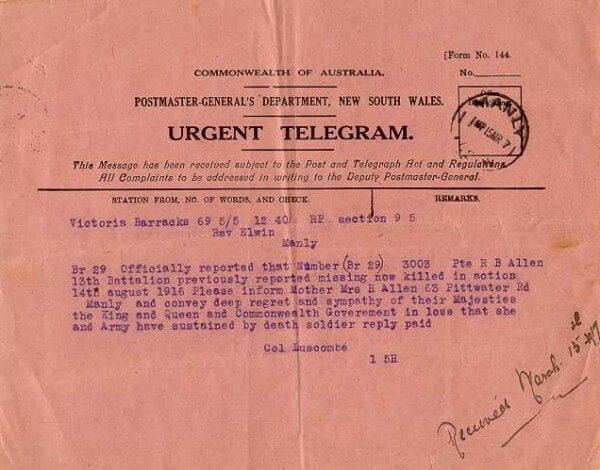 [Form No. 144.
COMMONWEALTH OF AUSTRALIA.
No.
POSTMASTER-GENERAL'S DEPARTMENT, NEW SOUTH WALES.
MANLY
URGENT TELEGRAM.
This Message has been received subject to the Post and Telegraph Act and Regulations.
All Complaints to be addressed in writing to the Deputy Postmaster-General.
STATION FROM, NO. OF WORDS, AND CHECK.
REMARKS.
Victoria Barracks 69 5/5 12 40 RP section 9 5
Rev Elwin
Manly
Br 29 Officially reported that Number (Br 29) 3003 Pte R B Allen
13th Battalion previously reported missing now killed in action
14th august 1916 Please inform Mother Mrs H Allen 63 Pittwater Rd
Manly and convey deep regret and sympathy of their Majesties
the King and Queen and Commonwealth Goverement in loss that she
and Army have sustained by death soldier reply paid
Col Luscombe
1 5H
Received March 15